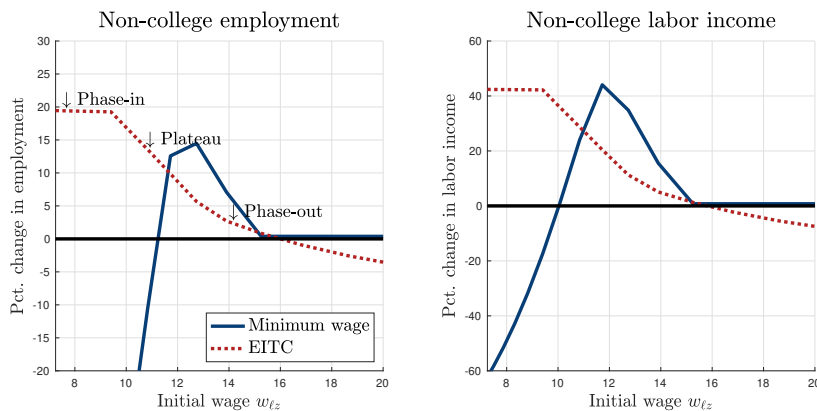 Non-college employment
30
25
20
15
10
5
0
-5
-10
-15
-20
Pct. change in employment
↓ Phase-in
↓ Plateau
↓ Phase-out
Minimum wage
EITC
8 10 12 14 16 18 20
Initial wage wℓz
Non-college labor income
60
40
20
0
-20
-40
-60
Pct. change in labor income
8 10 12 14 16 18 20
Initial wage wℓz